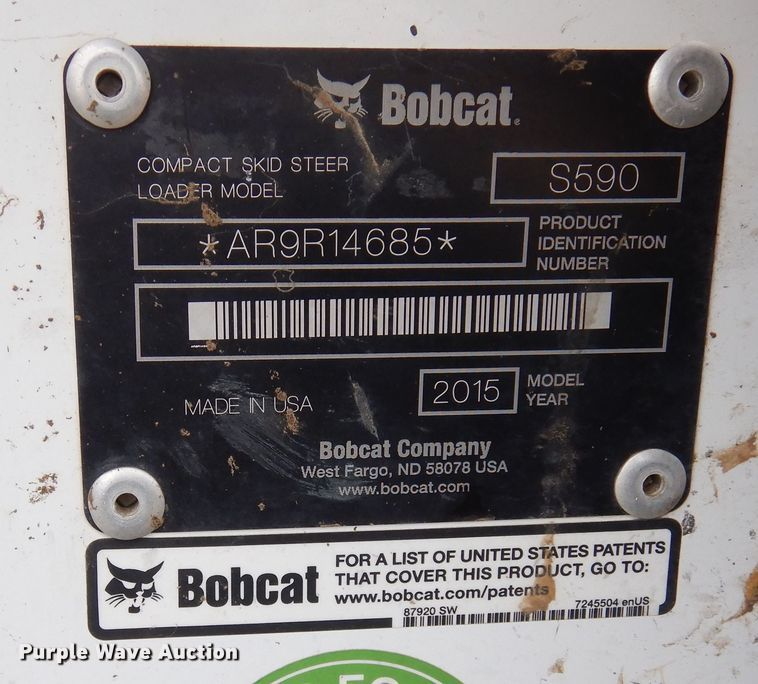 Bobcat®
COMPACT SKID STEER
LOADER MODEL
S590
*AR9R14685*
PRODUCT
IDENTIFICATION
NUMBER
MADE IN USA
2015
MODEL
YEAR
Bobcat Company
West Fargo, ND 58078 USA
www.bobcat.com
Bobcat
FOR A LIST OF UNITED STATES PATENTS
THAT COVER THIS PRODUCT, GO TO:
www.bobcat.com/patents
87920 SW
7245504 enUS
Purple Wave Auction